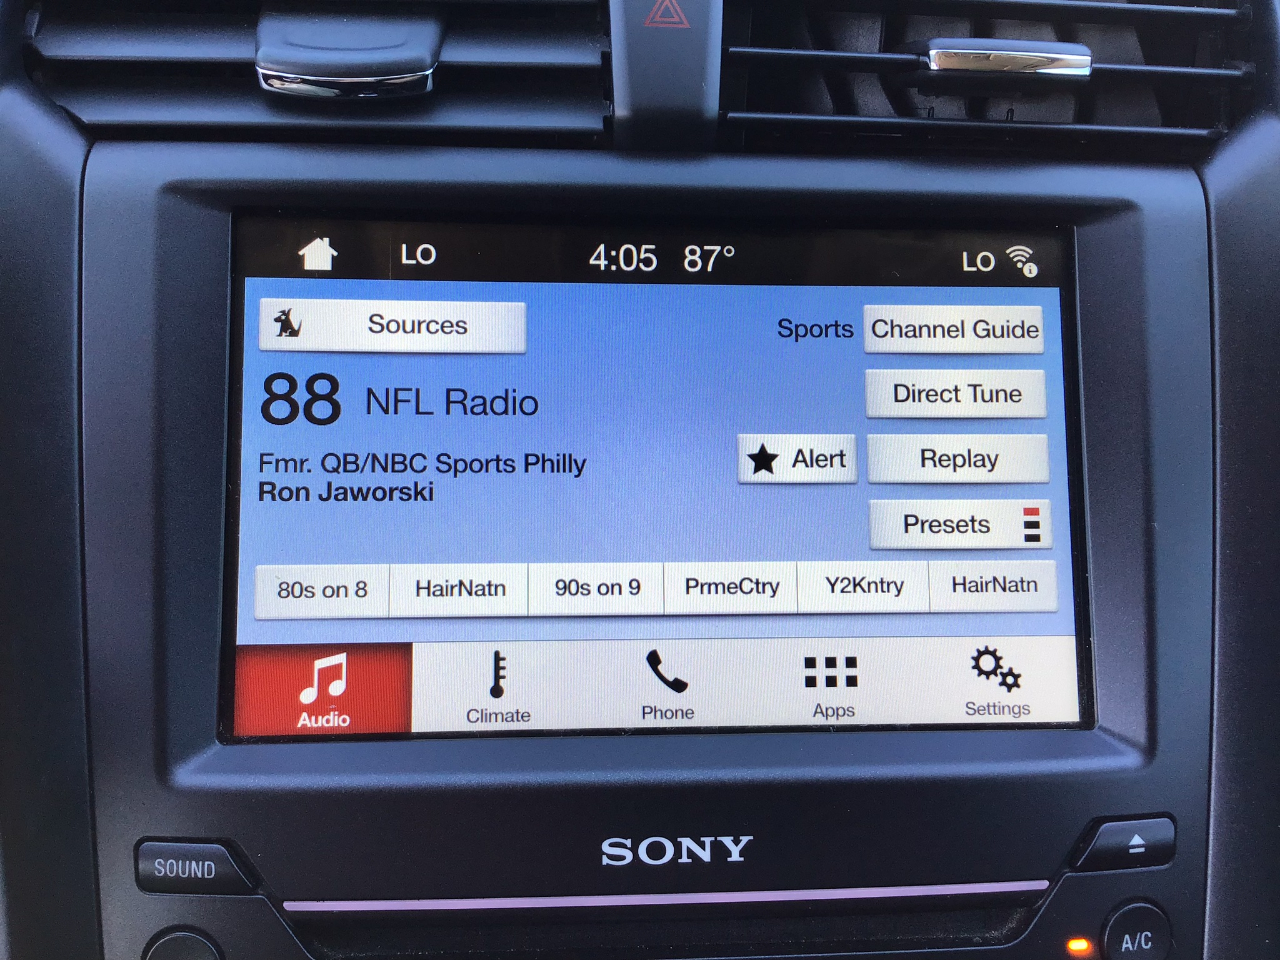 LO 4:05 87° LO
Sources
Sports Channel Guide
88 NFL Radio
Direct Tune
Fmr. QB/NBC Sports Philly
Ron Jaworski
Alert Replay
Presets
80s on 8 HairNatn 90s on 9 PrmeCtry Y2Kntry HairNatn
Audio Climate Phone Apps Settings
SONY
SOUND
A/C